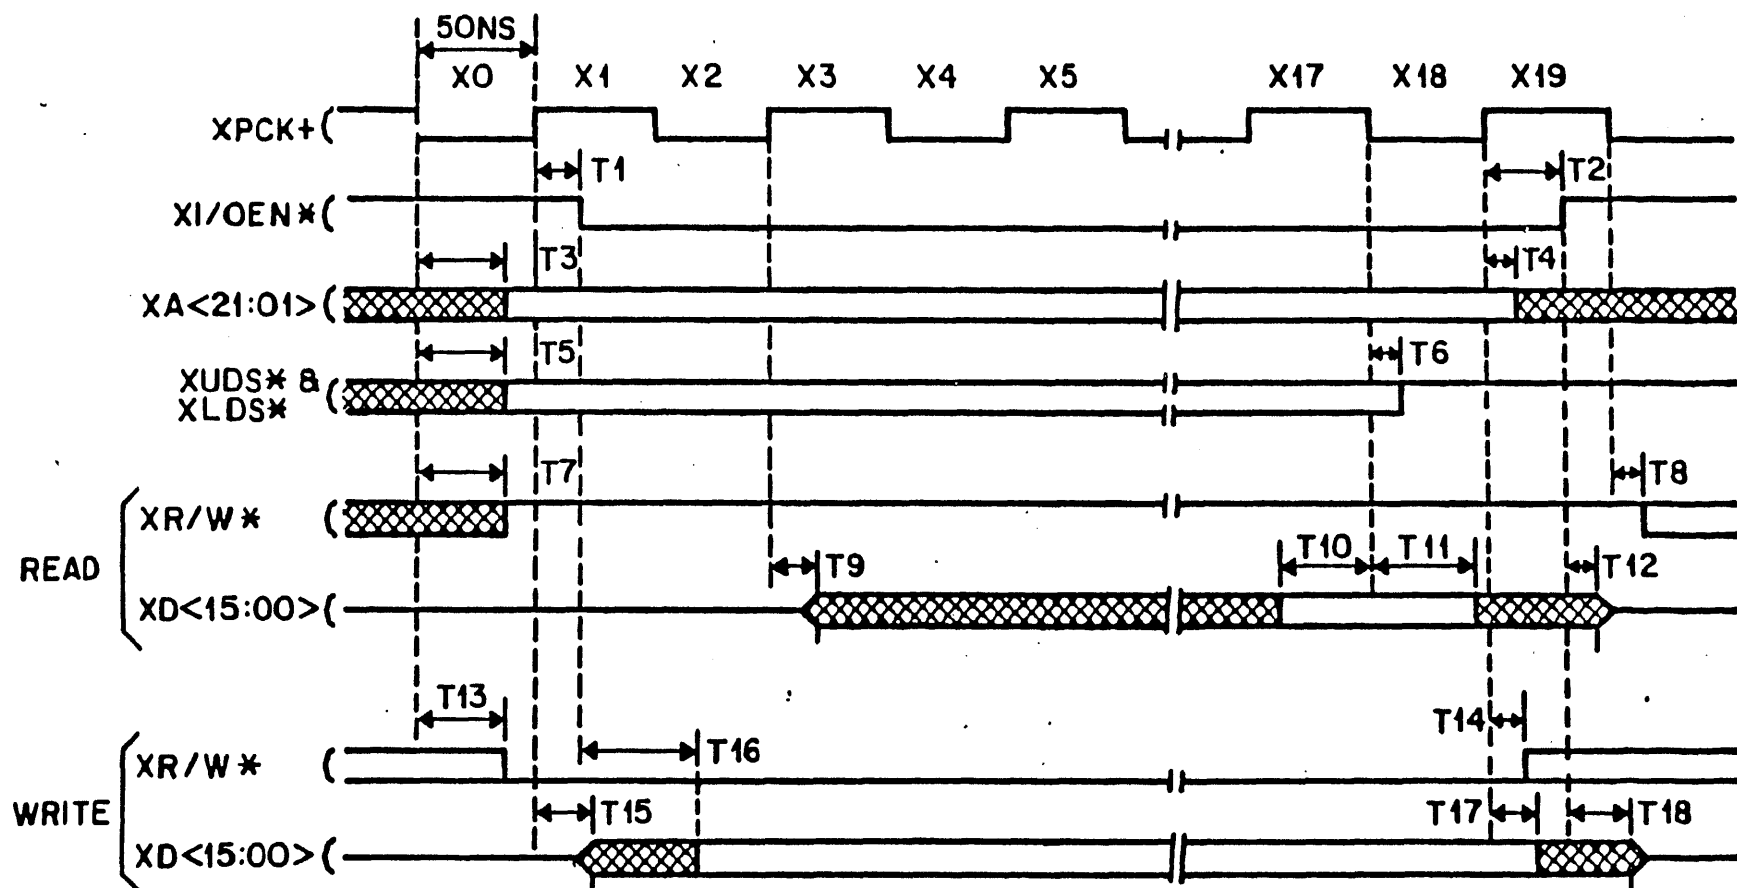 50NS
X0 X1 X2 X3 X4 X5 X17 X18 X19
XPCK+(
T1 T2
XI/OEN*(
T3 T4
XA<21:01>(
T5 T6
XUDS* &
XLDS* (
T7 T8
XR/W* (
READ
T9 T10 T11 T12
XD<15:00>(
T13 T14
T16
XR/W* (
WRITE
T15 T17 T18
XD<15:00>(